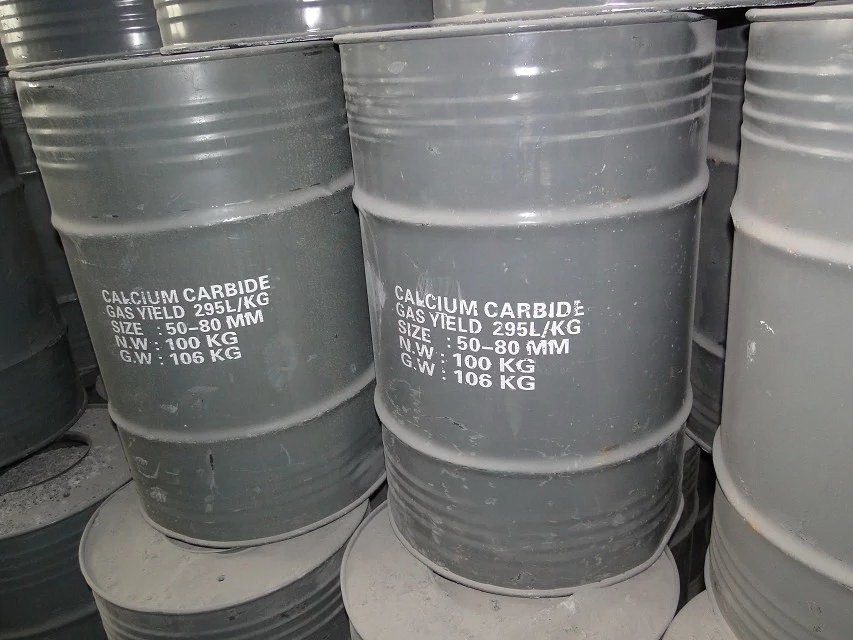 CALCIUM CARBIDE
GAS YIELD 295L/KG
SIZE : 50-80 MM
N.W : 100 KG
G.W : 106 KG
CALCIUM CARBIDE
GAS YIELD 295L/KG
SIZE : 50-80 MM
N.W : 100 KG
G.W : 106 KG